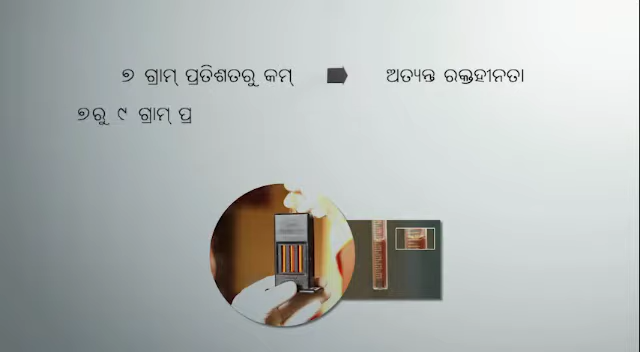 ୭ ଗ୍ରାମ୍ ପ୍ରତିଶତରୁ କମ୍ ଅତ୍ୟନ୍ତ ରକ୍ତହୀନତା
୭ରୁ ୯ ଗ୍ରାମ୍ ପ୍ର